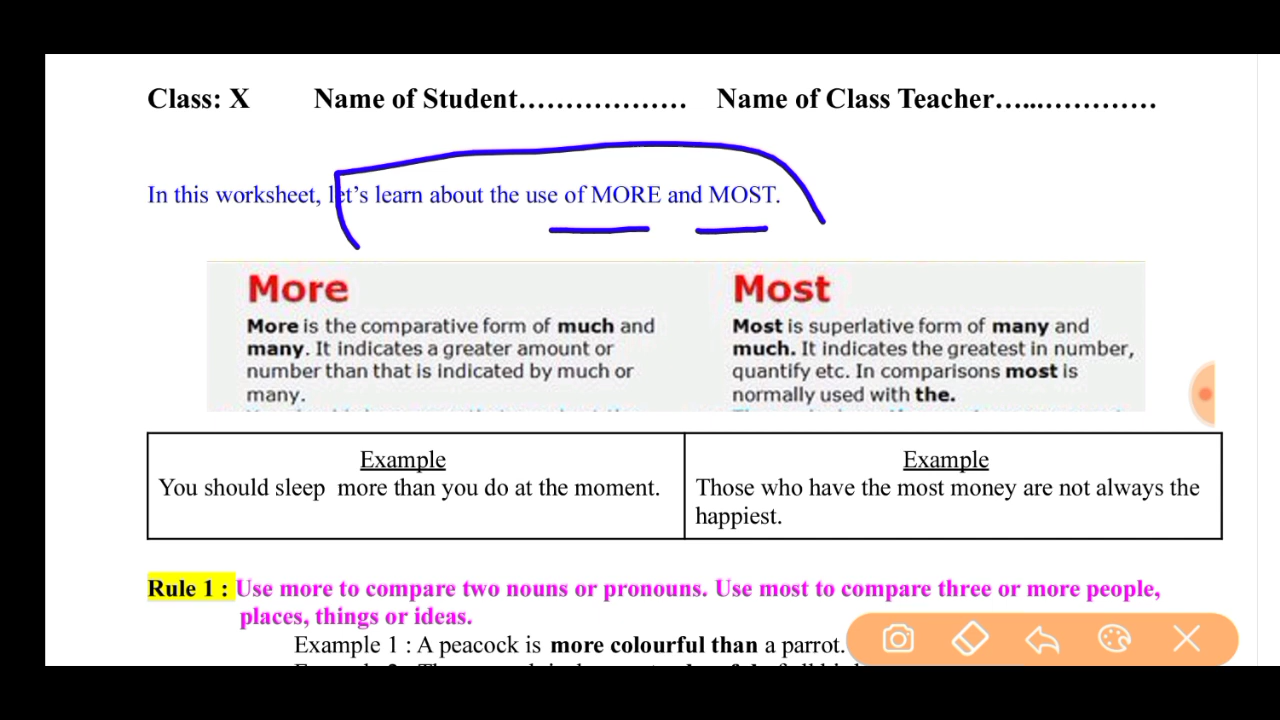 Class: X Name of Student……………… Name of Class Teacher…...…………
In this worksheet, let’s learn about the use of MORE and MOST.
More
More is the comparative form of much and
many. It indicates a greater amount or
number than that is indicated by much or
many.
Most
Most is superlative form of many and
much. It indicates the greatest in number,
quantify etc. In comparisons most is
normally used with the.
Example
You should sleep more than you do at the moment.
Example
Those who have the most money are not always the
happiest.
Rule 1 : Use more to compare two nouns or pronouns. Use most to compare three or more people,
places, things or ideas.
Example 1 : A peacock is more colourful than a parrot.